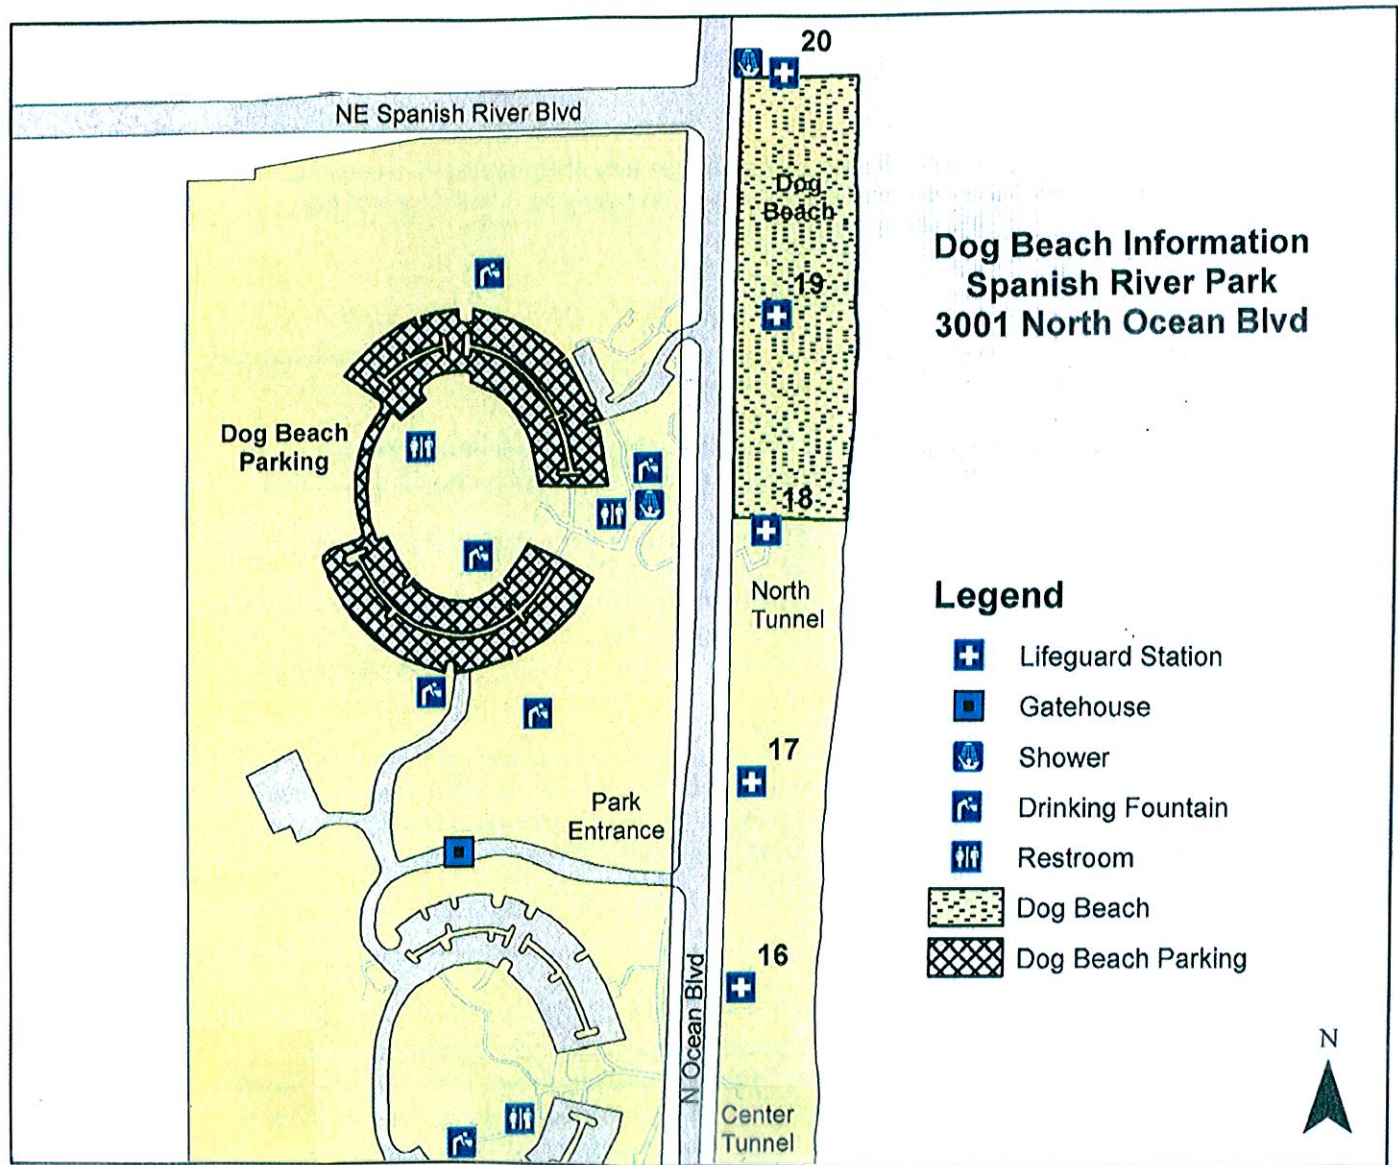 20
NE Spanish River Blvd
Dog
Beach
Dog Beach Information
Spanish River Park
3001 North Ocean Blvd
19
Dog Beach
Parking
18
North
Tunnel
Legend
Lifeguard Station
Gatehouse
Shower
Drinking Fountain
Restroom
Dog Beach
Dog Beach Parking
17
Park
Entrance
16
N Ocean Blvd
Center
Tunnel
N